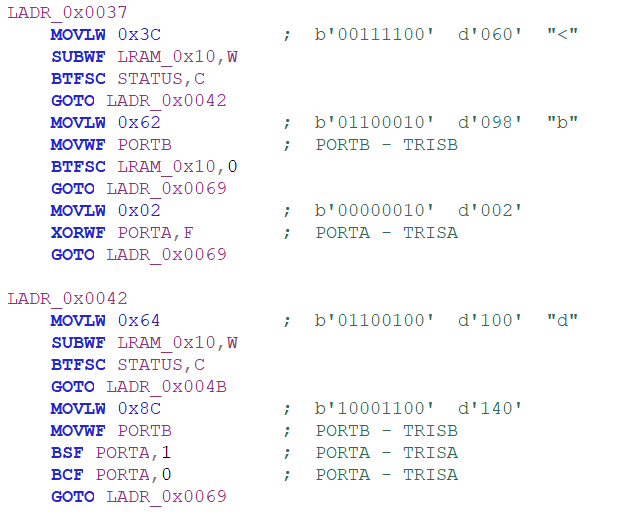 LADR_0x0037
MOVLW 0x3C ; b'00111100' d'060' "<"
SUBWF LRAM_0x10,W
BTFSC STATUS,C
GOTO LADR_0x0042
MOVLW 0x62 ; b'01100010' d'098' "b"
MOVWF PORTB ; PORTB - TRISB
BTFSC LRAM_0x10,0
GOTO LADR_0x0069
MOVLW 0x02 ; b'00000010' d'002'
XORWF PORTA,F ; PORTA - TRISA
GOTO LADR_0x0069
LADR_0x0042
MOVLW 0x64 ; b'01100100' d'100' "d"
SUBWF LRAM_0x10,W
BTFSC STATUS,C
GOTO LADR_0x004B
MOVLW 0x8C ; b'10001100' d'140'
MOVWF PORTB ; PORTB - TRISB
BSF PORTA,1 ; PORTA - TRISA
BCF PORTA,0 ; PORTA - TRISA
GOTO LADR_0x0069